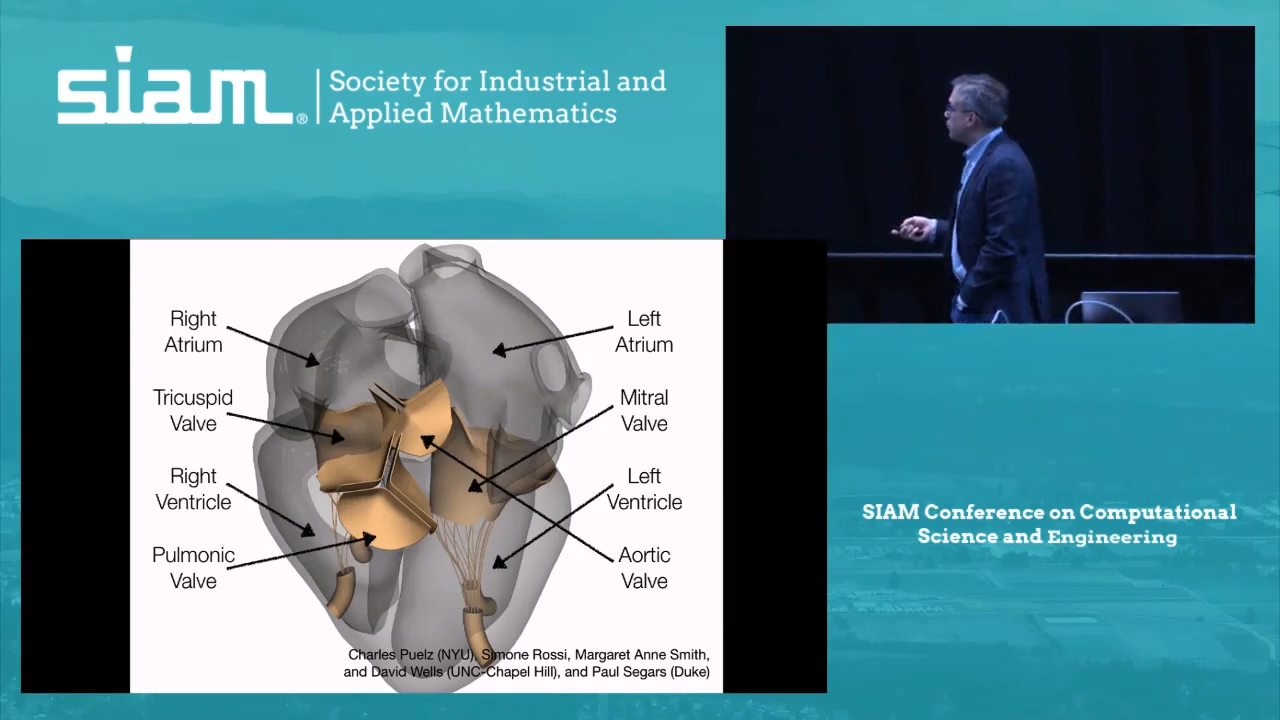 siam®
Society for Industrial and
Applied Mathematics
Right
Atrium
Tricuspid
Valve
Right
Ventricle
Pulmonic
Valve
Left
Atrium
Mitral
Valve
Left
Ventricle
Aortic
Valve
Charles Puelz (NYU), Simone Rossi, Margaret Anne Smith,
and David Wells (UNC-Chapel Hill), and Paul Segars (Duke)
SIAM Conference on Computational
Science and Engineering